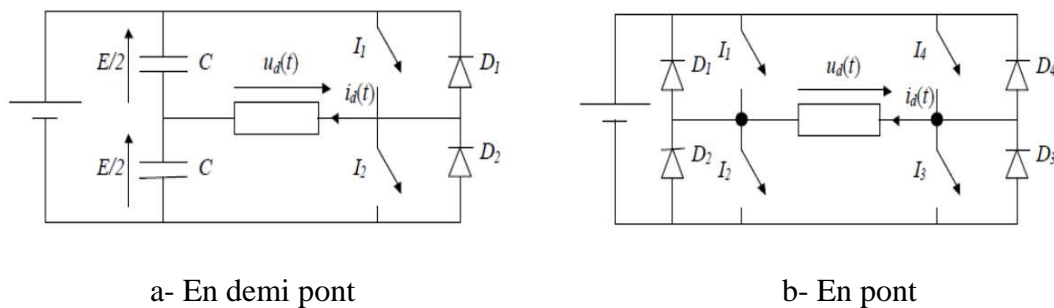 E/2
C
u_d(t)
i_d(t)
I_1
D_1
E/2
C
I_2
D_2
D_1
I_1
u_d(t)
i_d(t)
I_4
D_4
D_2
I_2
I_3
D_3
a- En demi pont
b- En pont